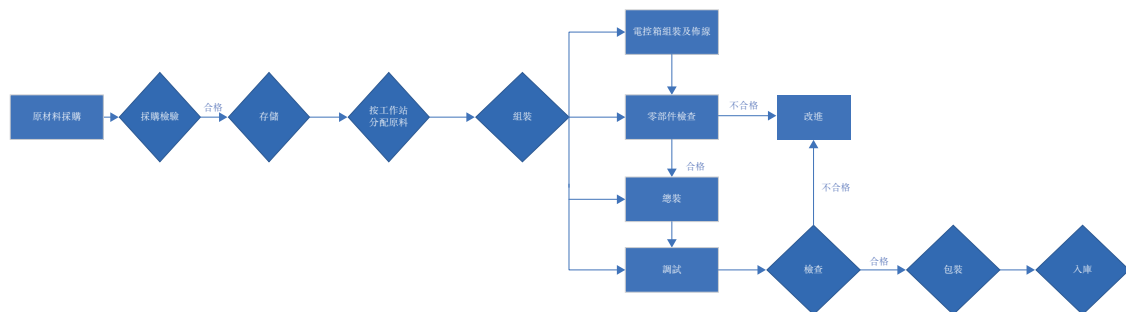 電控箱組裝及佈線
原材料採購
採購檢驗
合格
存儲
按工作站
分配原料
組裝
零部件檢查
不合格
改進
合格
總裝
不合格
調試
檢查
合格
包裝
入庫